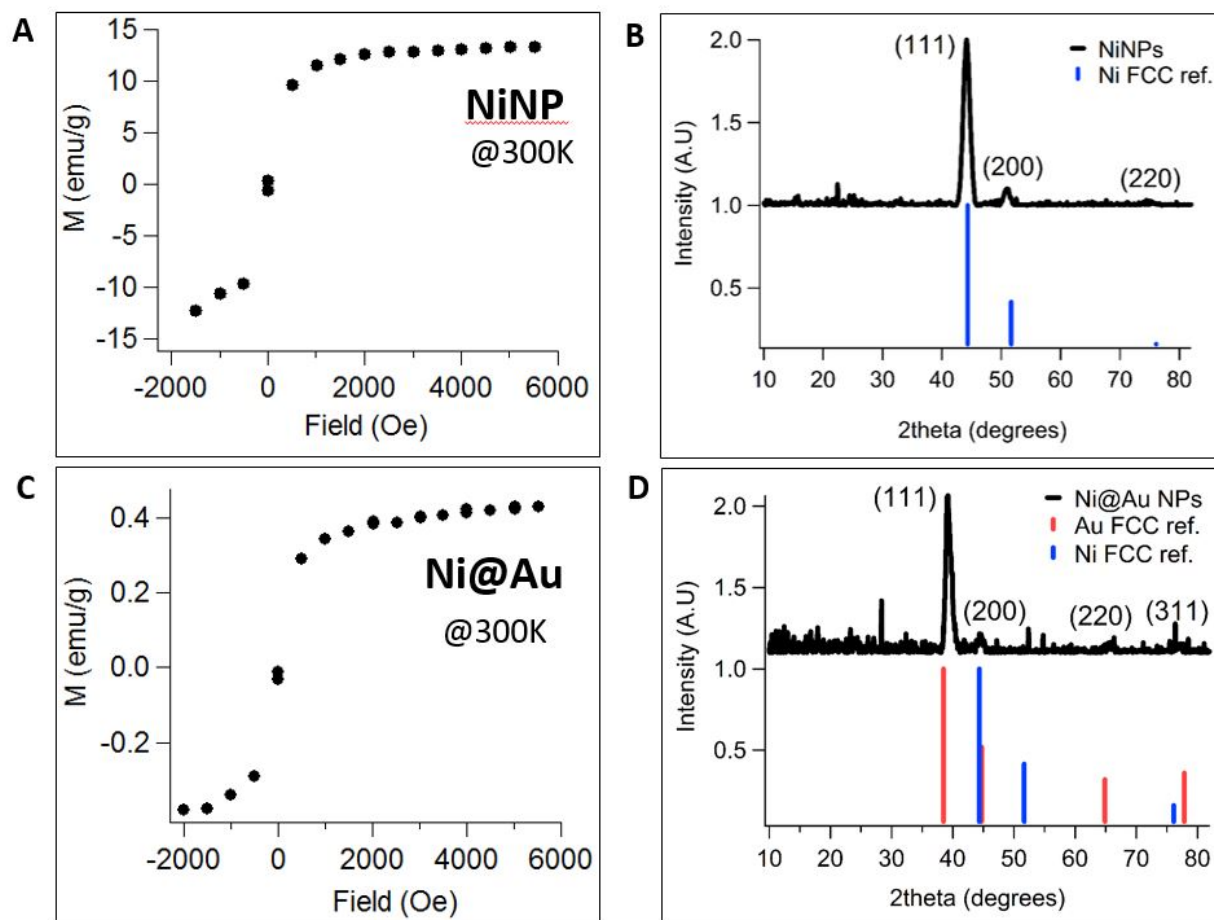 A
M (emu/g)
15
10
5
0
-5
-10
-15
NiNP
@300K
-2000
0
2000
4000
6000
Field (Oe)
B
Intensity (A.U)
2.0
1.5
1.0
0.5
(111)
(200)
(220)
NiNPs
Ni FCC ref.
10
20
30
40
50
60
70
80
2theta (degrees)
C
M (emu/g)
0.4
0.2
0.0
-0.2
Ni@Au
@300K
-2000
0
2000
4000
6000
Field (Oe)
D
Intensity (A.U)
2.0
1.5
1.0
0.5
(111)
(200)
(220)
(311)
Ni@Au NPs
Au FCC ref.
Ni FCC ref.
10
20
30
40
50
60
70
80
2theta (degrees)